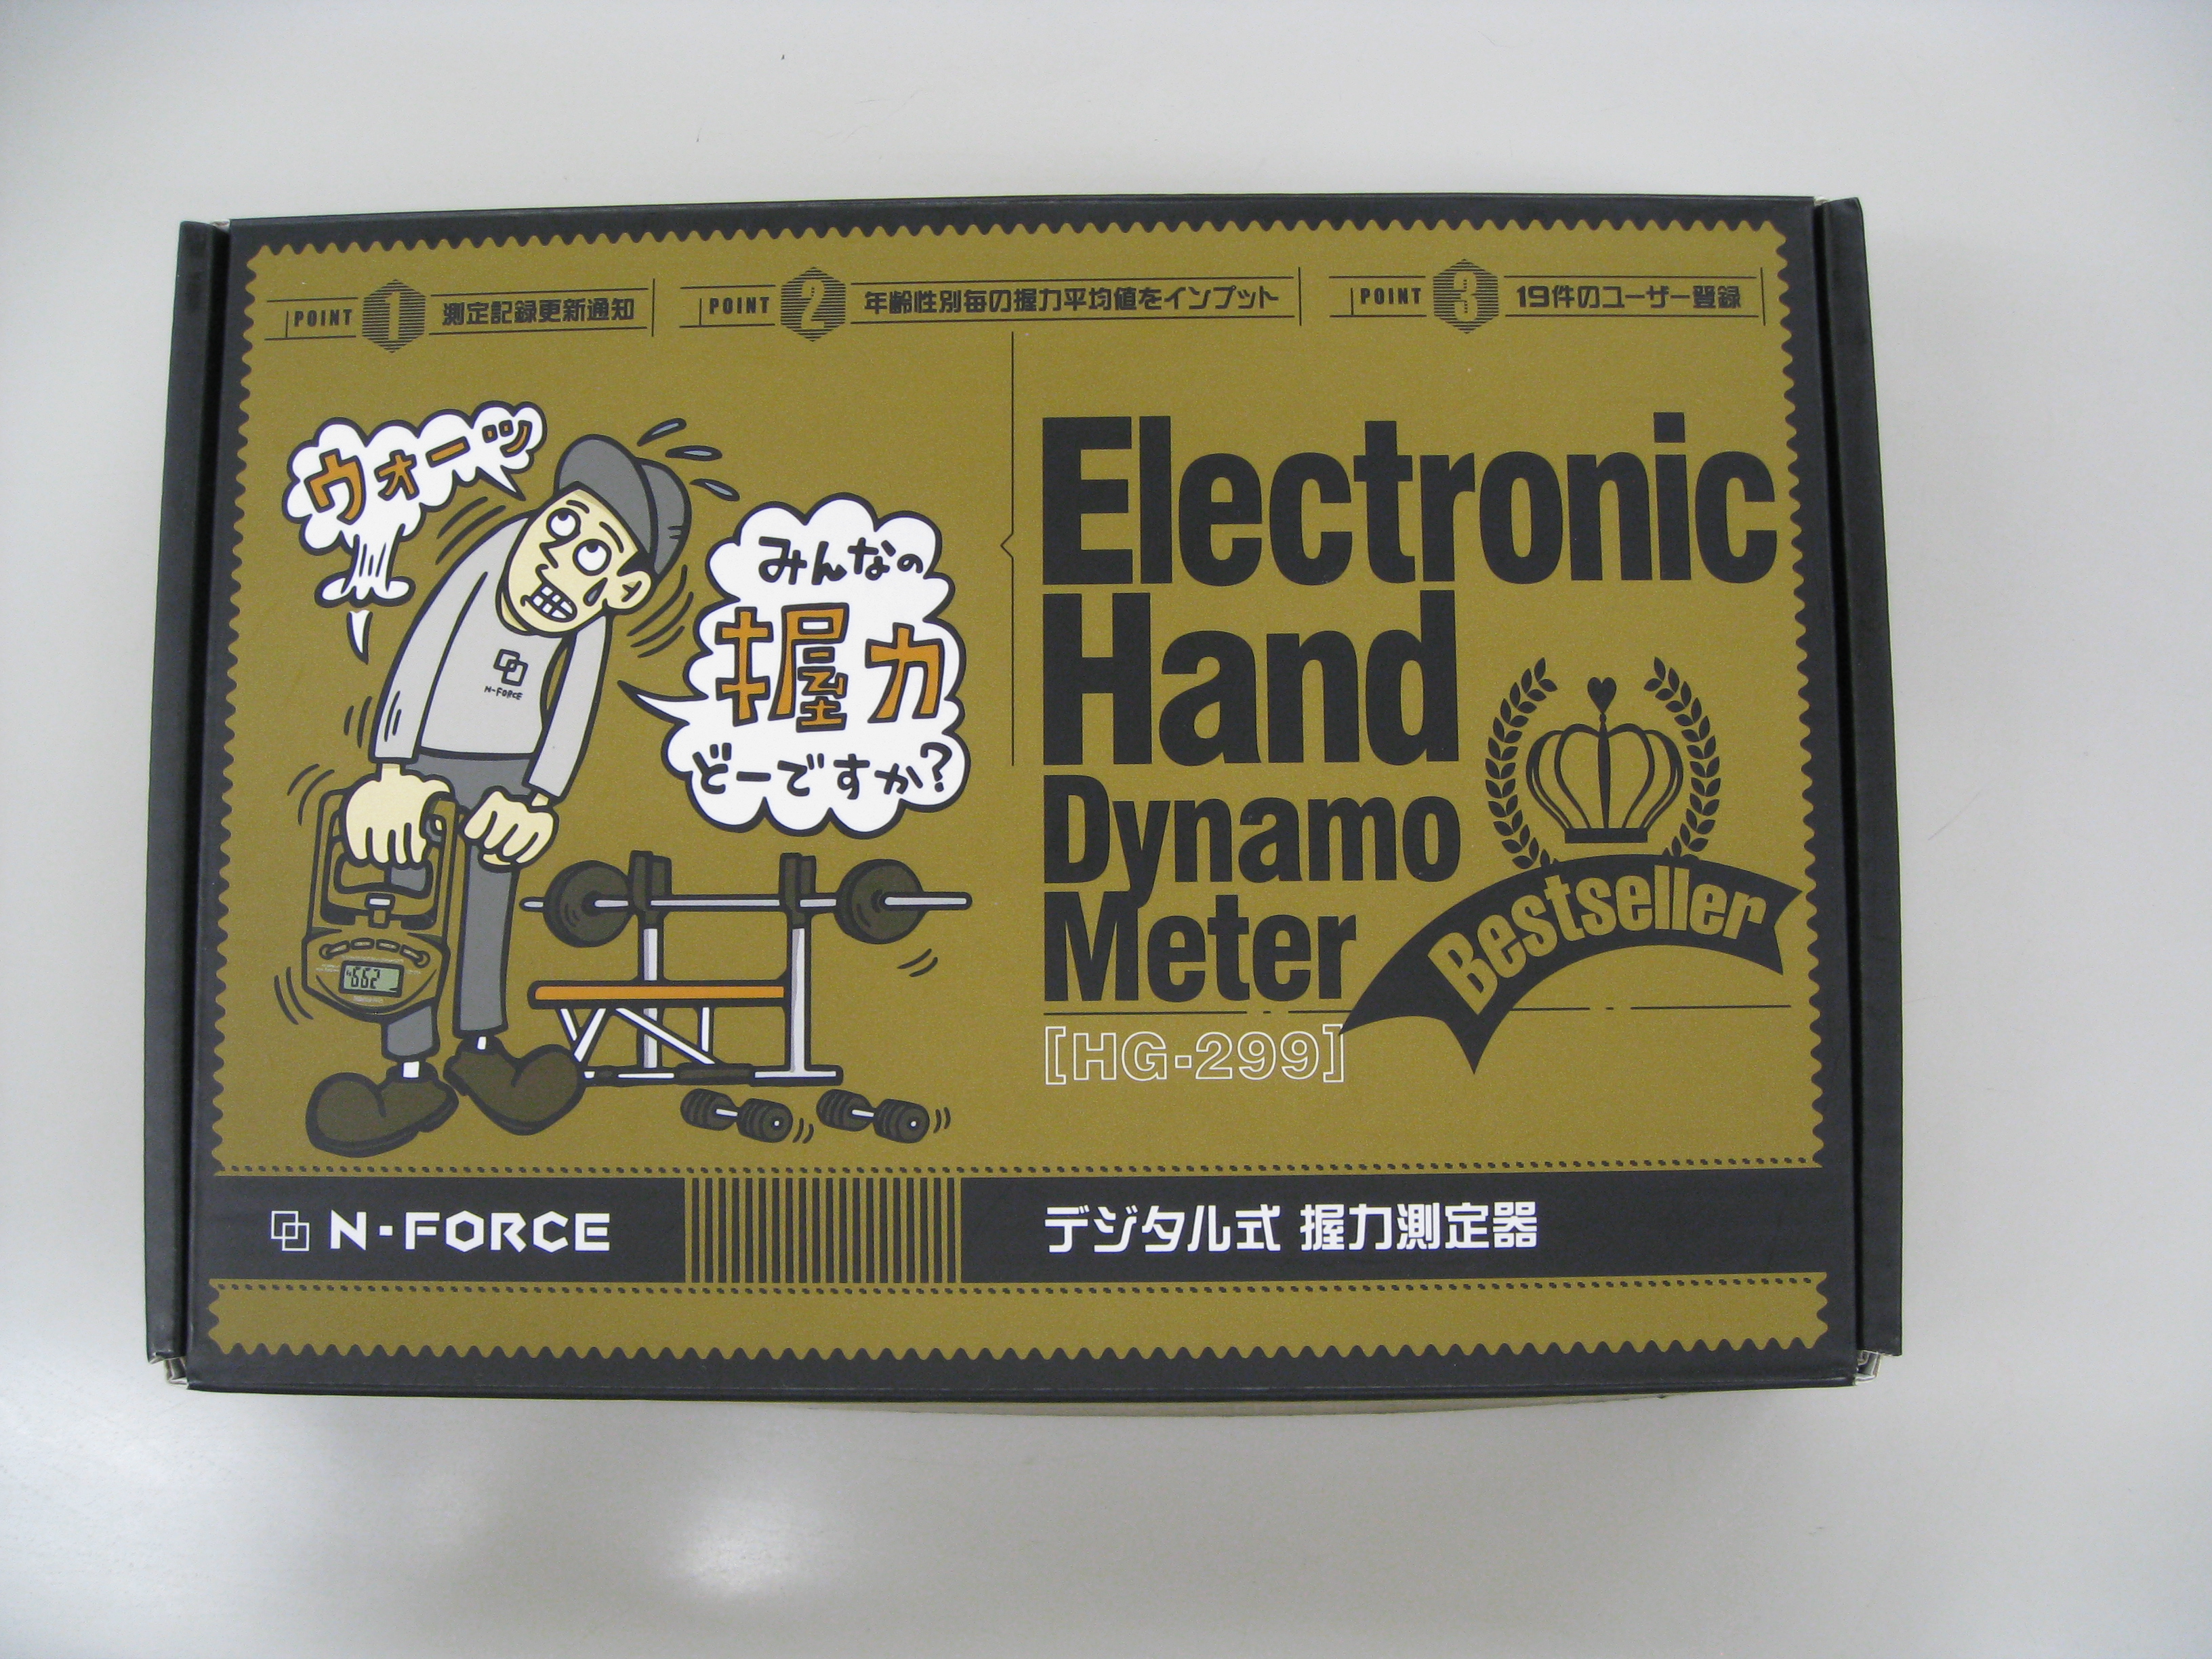 POINT 1 測定記録更新通知
POINT 2 年齢性別毎の握力平均値をインプット
POINT 3 19件のユーザー登録
ウォーッ
みんなの
握力
どーですか?
N-FORCE
Electronic
Hand
Dynamo
Meter
Bestseller
[HG-299]
N·FORCE
デジタル式 握力測定器